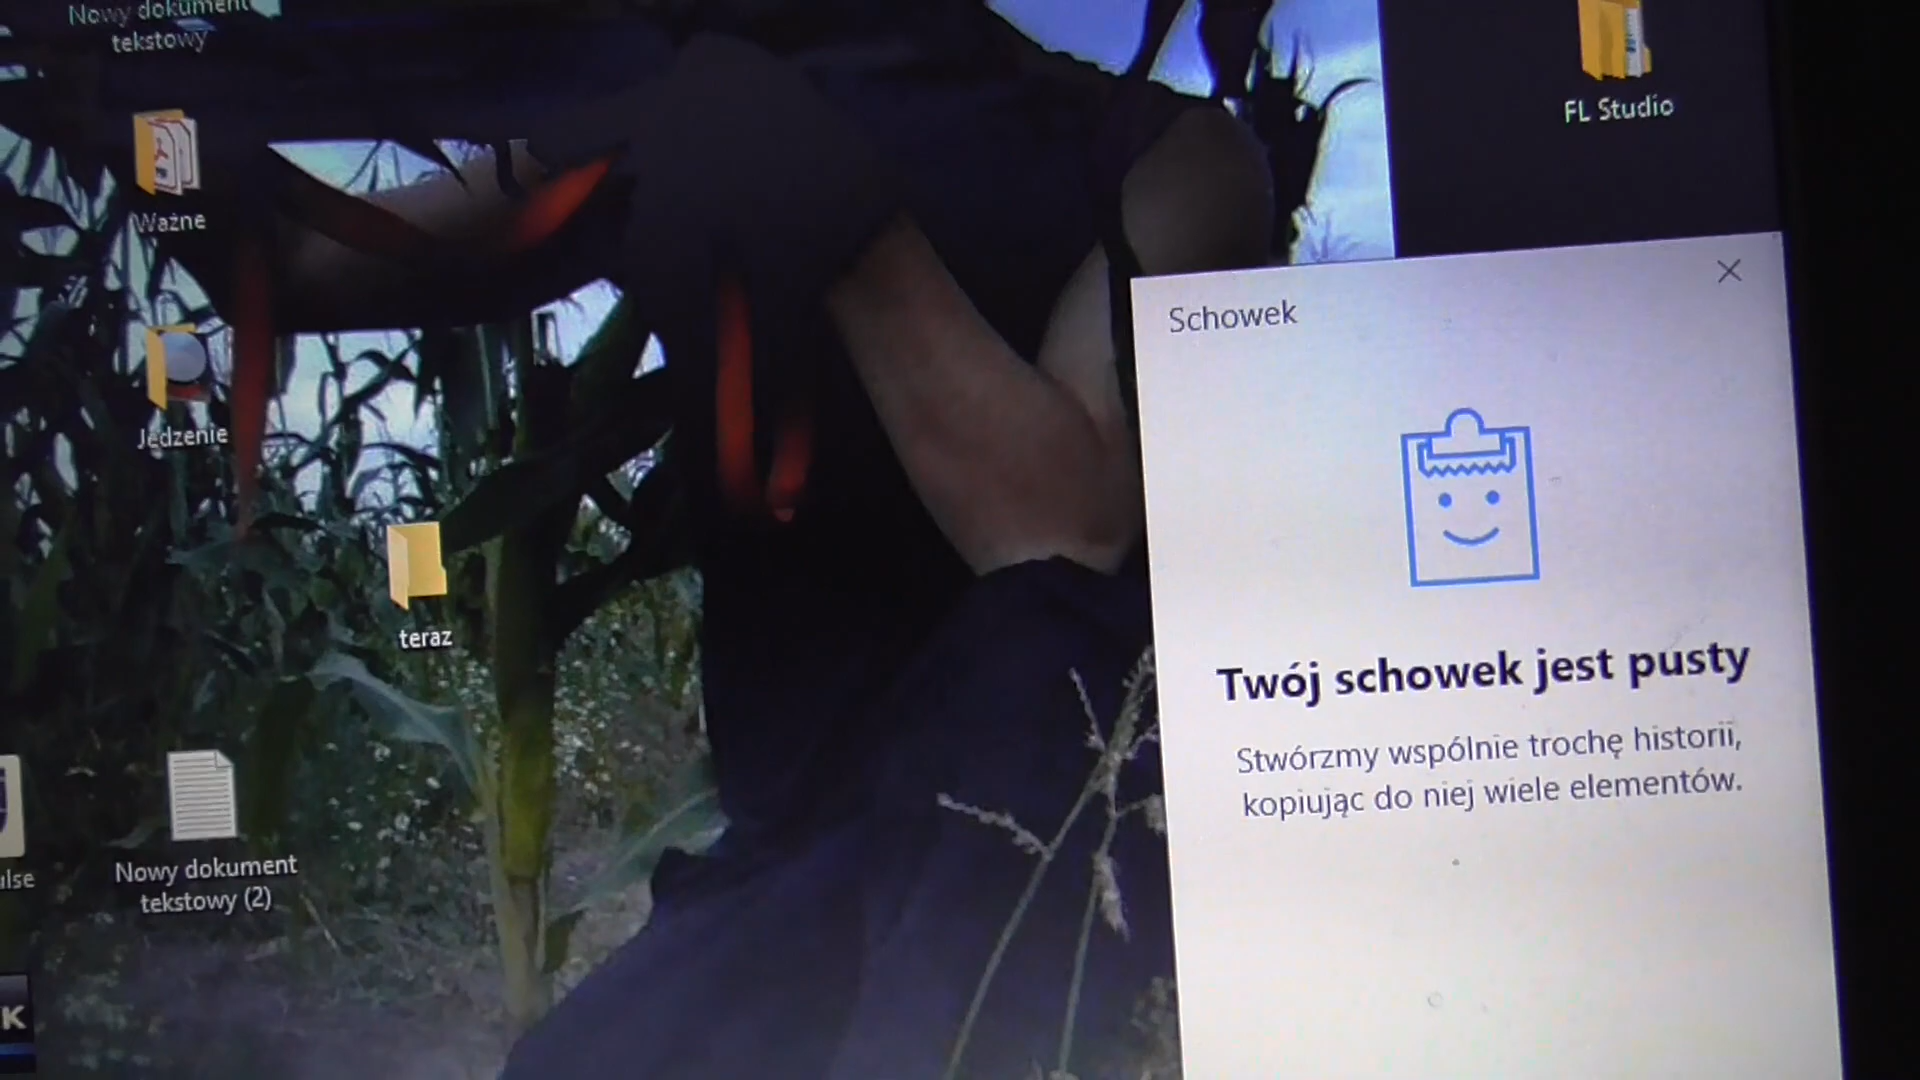 Nowy dokument
tekstowy
Ważne
Jedzenie
teraz
Nowy dokument
tekstowy (2)
ulse
K
FL Studio
Schowek
Twój schowek jest pusty
Stwórzmy wspólnie trochę historii,
kopiując do niej wiele elementów.